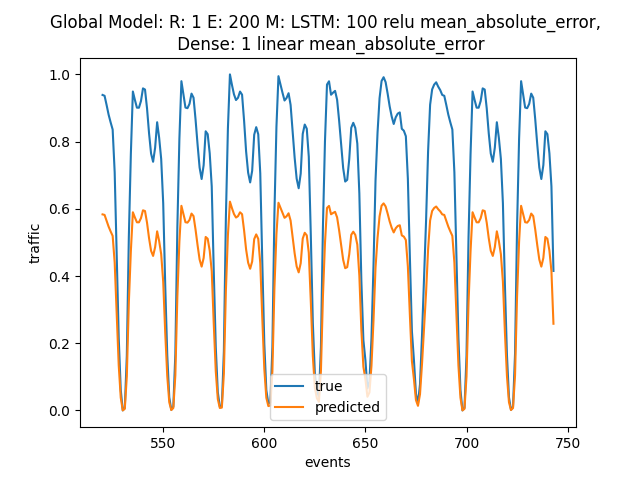 Global Model: R: 1 E: 200 M: LSTM: 100 relu mean_absolute_error,
Dense: 1 linear mean_absolute_error
1.0
0.8
0.6
0.4
0.2
0.0
traffic
true
predicted
550
600
650
700
750
events